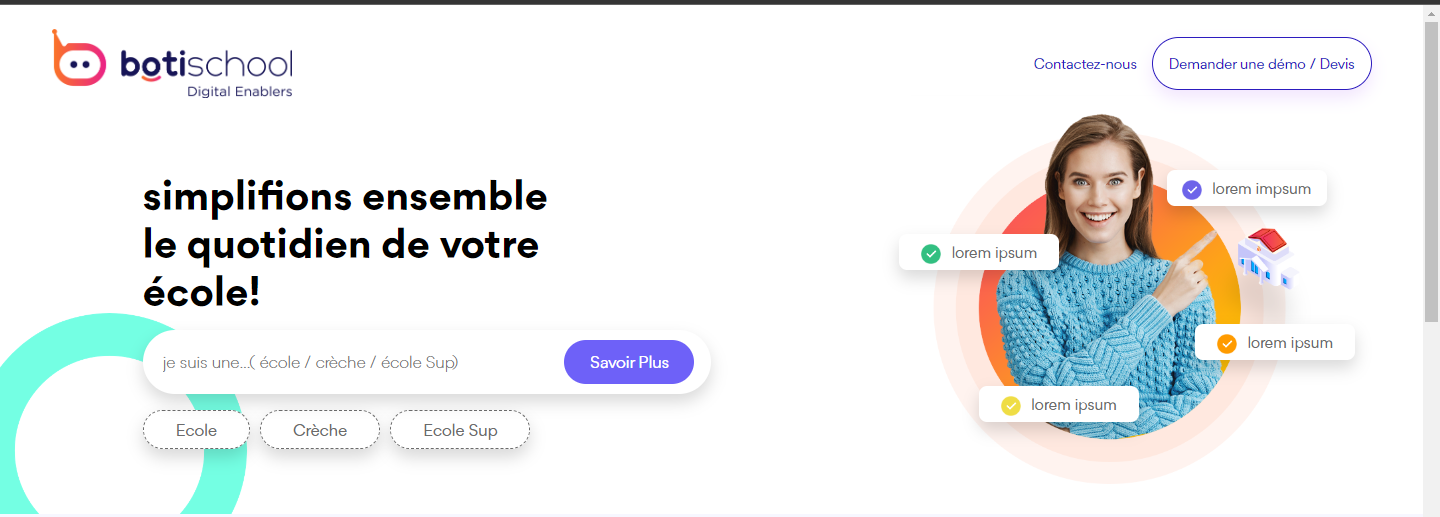 botischool
Digital Enablers
Contactez-nous
Demander une démo / Devis
simplifions ensemble
le quotidien de votre
école!
je suis une...( école / crèche / école Sup)
Savoir Plus
Ecole
Crèche
Ecole Sup
lorem impsum
lorem ipsum
lorem ipsum
lorem ipsum